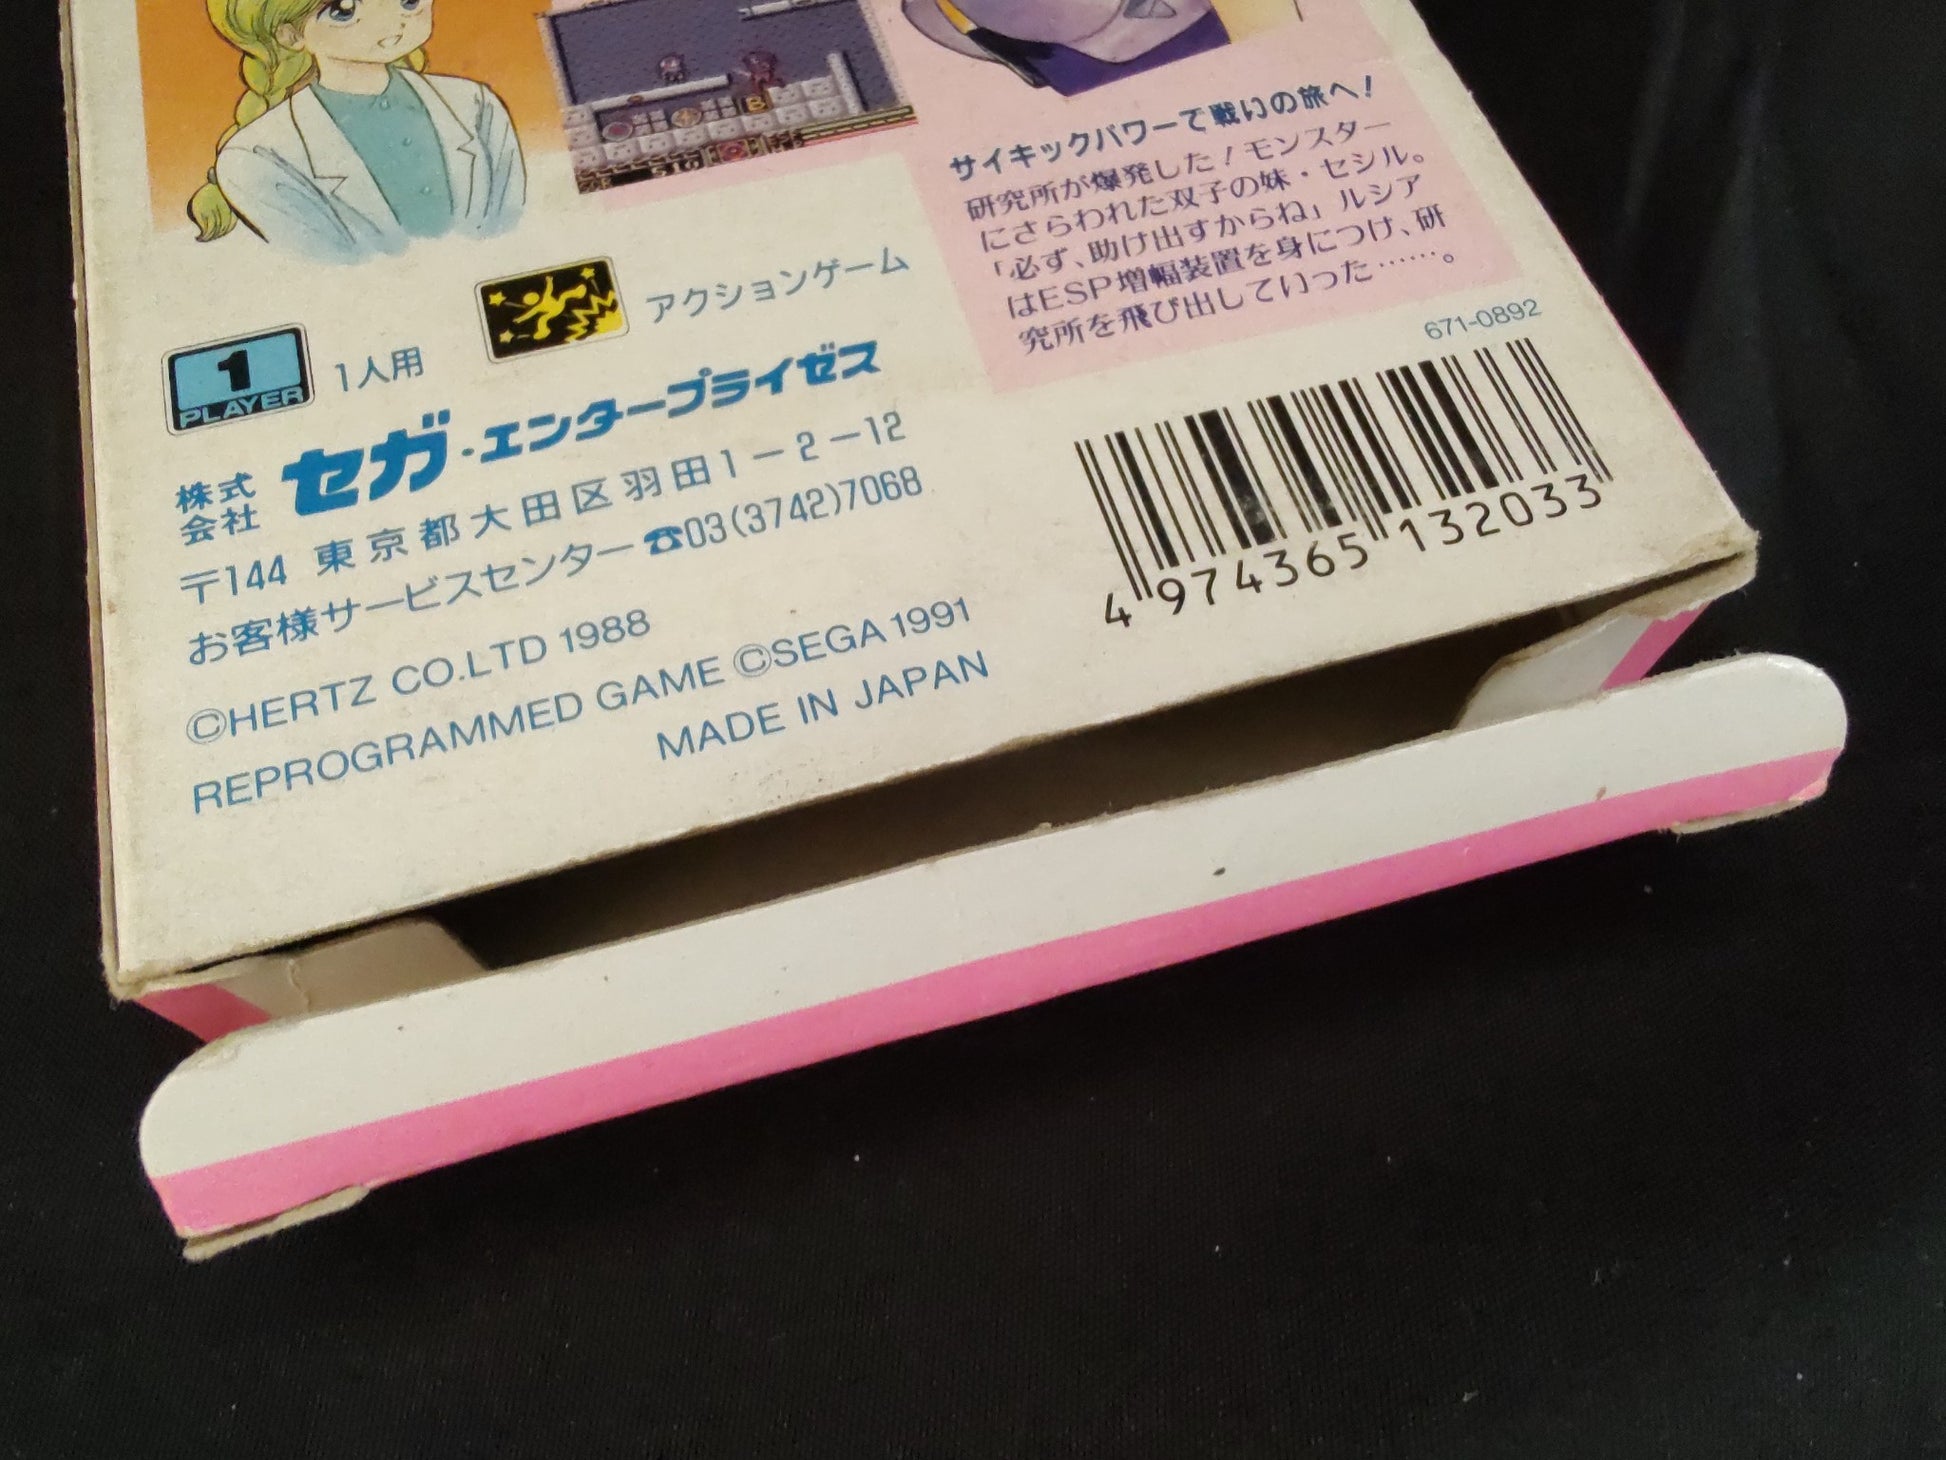 サイキックパワーで戦いの旅へ!
研究所が爆発した!モンスター
にさらわれた双子の妹・セシル。
「必ず、助け出すからね」ルシア
はESP増幅装置を身につけ、研
究所を飛び出していった……。
671-0892
アクションゲーム
1
PLAYER
1人用
株式会社 セガ・エンタープライゼス
〒144 東京都大田区羽田1-2-12
お客様サービスセンター☎03(3742)7068
©HERTZ CO.LTD 1988
REPROGRAMMED GAME ©SEGA 1991
MADE IN JAPAN
4 974365 132033